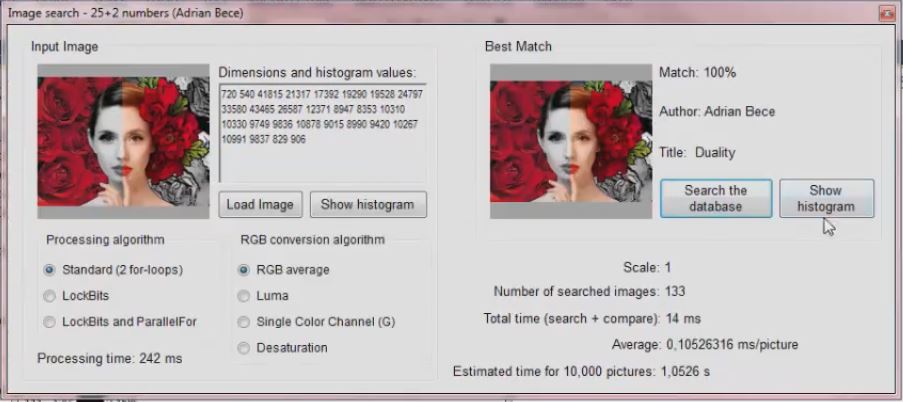 Image search - 25+2 numbers (Adrian Bece)
Input Image
Dimensions and histogram values:
720 540 41815 21317 17392 19290 19528 24797
33580 43465 26587 12371 8947 8353 10310
10330 9749 9836 10878 9015 8990 9420 10267
10991 9837 829 906
Load Image
Show histogram
Processing algorithm
Standard (2 for-loops)
LockBits
LockBits and ParallelFor
Processing time: 242 ms
RGB conversion algorithm
RGB average
Luma
Single Color Channel (G)
Desaturation
Best Match
Match: 100%
Author: Adrian Bece
Title: Duality
Search the
database
Show
histogram
Scale: 1
Number of searched images: 133
Total time (search + compare): 14 ms
Average: 0,10526316 ms/picture
Estimated time for 10,000 pictures: 1,0526 s